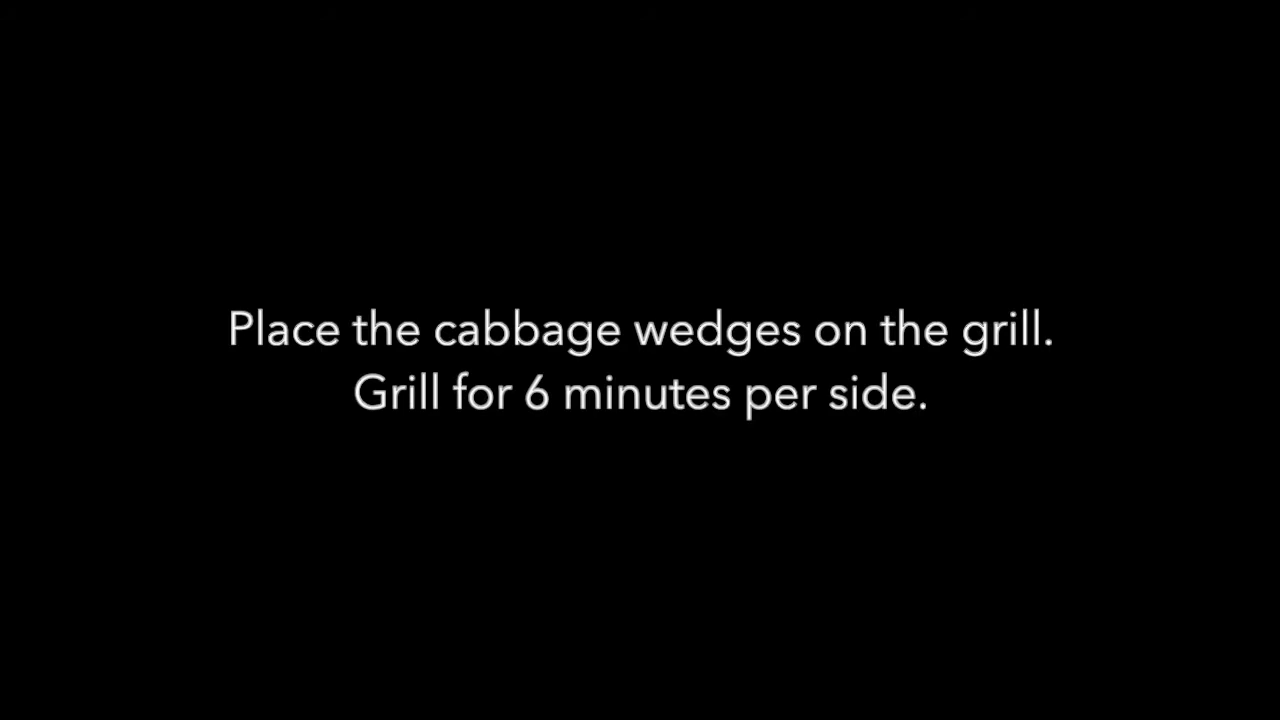 Place the cabbage wedges on the grill.
Grill for 6 minutes per side.